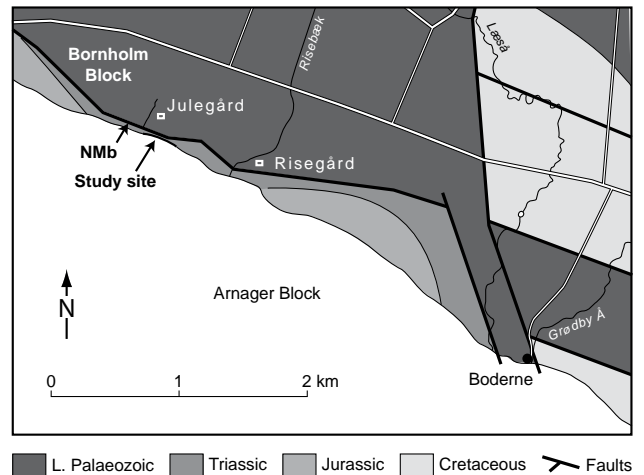 Bornholm
Block
Risebæk
Læså
Julegård
NMb
Study site
Risegård
N
Arnager Block
Grødby Å
0 1 2 km
Boderne
L. Palaeozoic Triassic Jurassic Cretaceous Faults